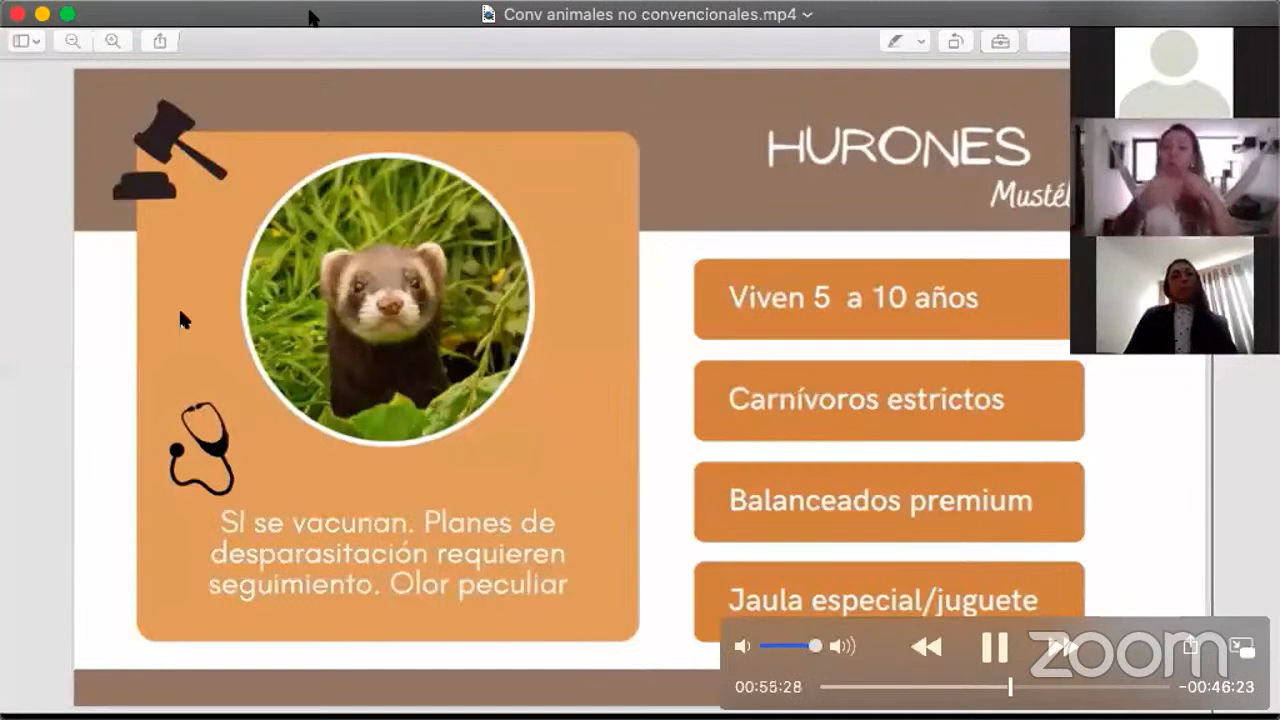 Conv animales no convencionales.mp4
HURONES
Viven 5 a 10 años
Carnívoros estrictos
Balanceados premium
Jaula especial/juguete
SI se vacunan. Planes de
desparasitación requieren
seguimiento. Olor peculiar
zoom
00:55:28
-00:46:23